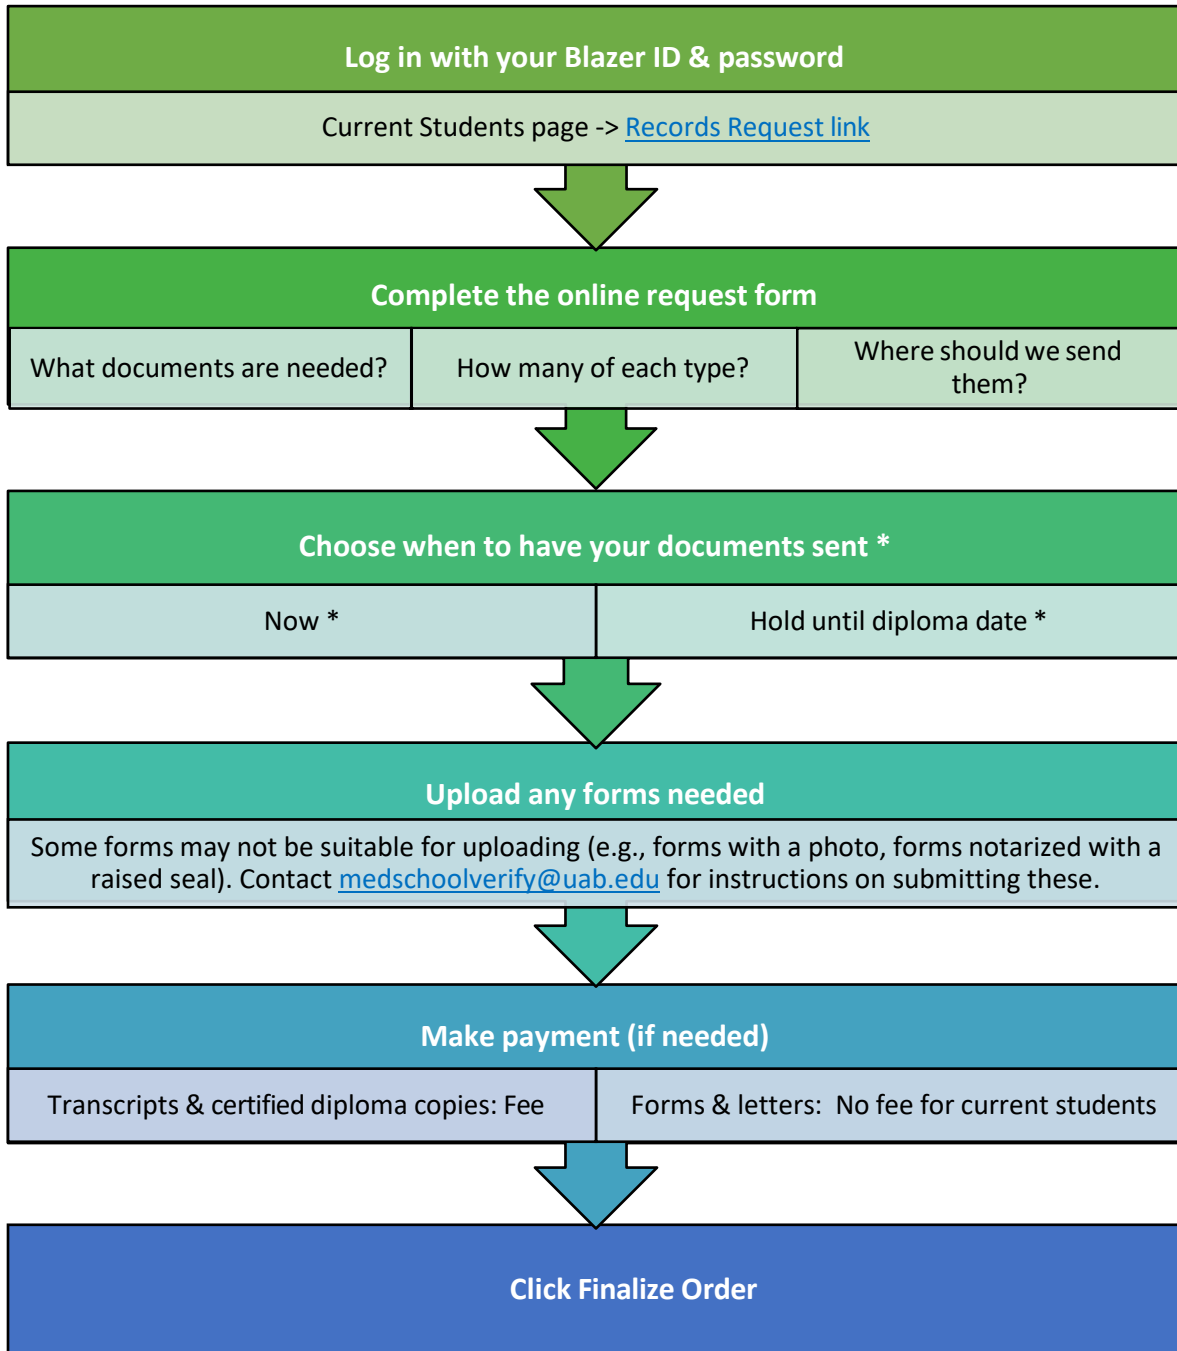 Log in with your Blazer ID & password
Current Students page -> Records Request link
Complete the online request form
What documents are needed?
How many of each type?
Where should we send
them?
Choose when to have your documents sent *
Now *
Hold until diploma date *
Upload any forms needed
Some forms may not be suitable for uploading (e.g., forms with a photo, forms notarized with a
raised seal). Contact medschoolverify@uab.edu for instructions on submitting these.
Make payment (if needed)
Transcripts & certified diploma copies: Fee
Forms & letters:  No fee for current students
Click Finalize Order